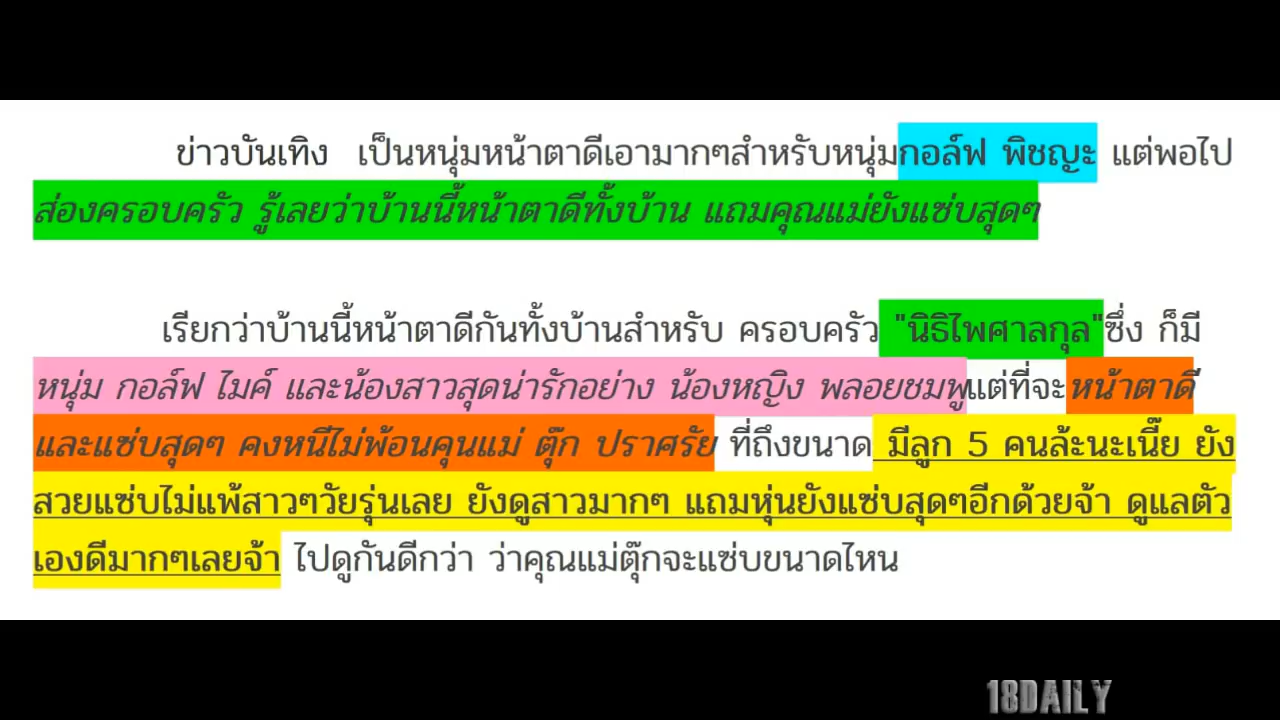 ข่าวบันเทิง เป็นหนุ่มหน้าตาดีเอามากๆสำหรับหนุ่มกอล์ฟ พิชญะ แต่พอไป
ส่องครอบครัว รู้เลยว่าบ้านนี้หน้าตาดีทั้งบ้าน แถมคุณแม่ยังแซ่บสุดๆ
เรียกว่าบ้านนี้หน้าตาดีกันทั้งบ้านสำหรับ ครอบครัว "นิธิไพศาลกุล"ซึ่ง ก็มี
หนุ่ม กอล์ฟ ไมค์ และน้องสาวสุดน่ารักอย่าง น้องหญิง พลอยชมพูแต่ที่จะหน้าตาดี
และแซ่บสุดๆ คงหนีไม่พ้อนคุนแม่ ตุ๊ก ปราศรัย ที่ถึงขนาด มีลูก 5 คนล้ะนะเนี๊ย ยัง
สวยแซ่บไม่แพ้สาวๆวัยรุ่นเลย ยังดูสาวมากๆ แถมหุ่นยังแซ่บสุดๆอีกด้วยจ้า ดูแลตัว
เองดีมากๆเลยจ้า ไปดูกันดีกว่า ว่าคุณแม่ตุ๊กจะแซ่บขนาดไหน
18DAILY